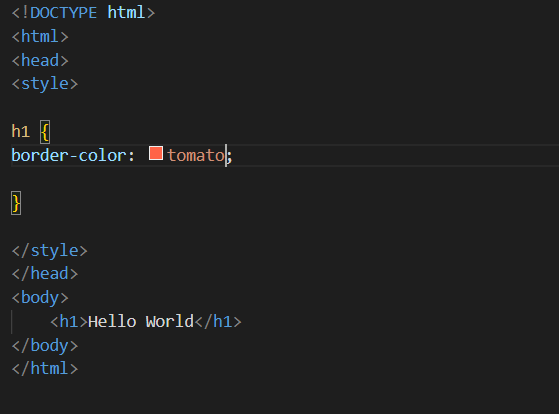 <!DOCTYPE html>
<html>
<head>
<style>
h1 {
border-color: tomato;
}
</style>
</head>
<body>
<h1>Hello World</h1>
</body>
</html>